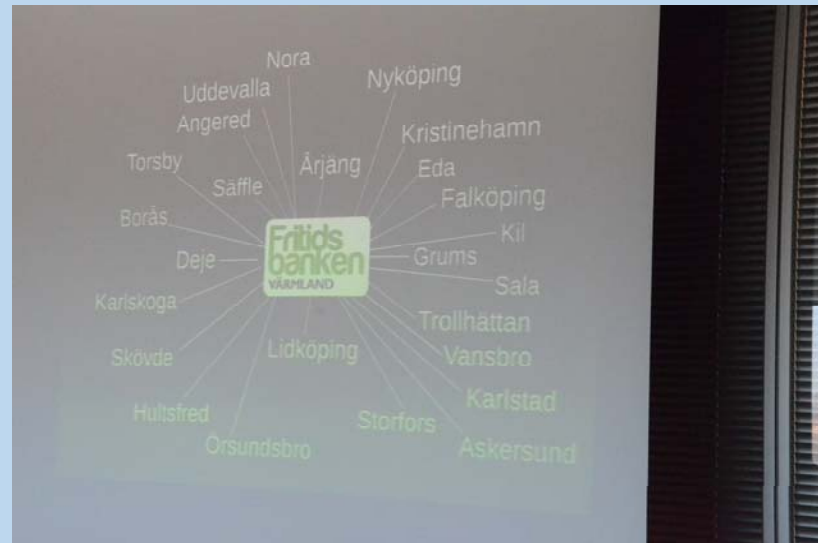 Nora
Nyköping
Uddevalla
Angered
Kristinehamn
Torsby
Årjäng
Eda
Säffle
Falköping
Borås
Kil
Fritids
banken
VÄRMLAND
Deje
Grums
Sala
Karlskoga
Trollhättan
Lidköping
Vansbro
Skövde
Karlstad
Hultsfred
Storfors
Örsundsbro
Askersund